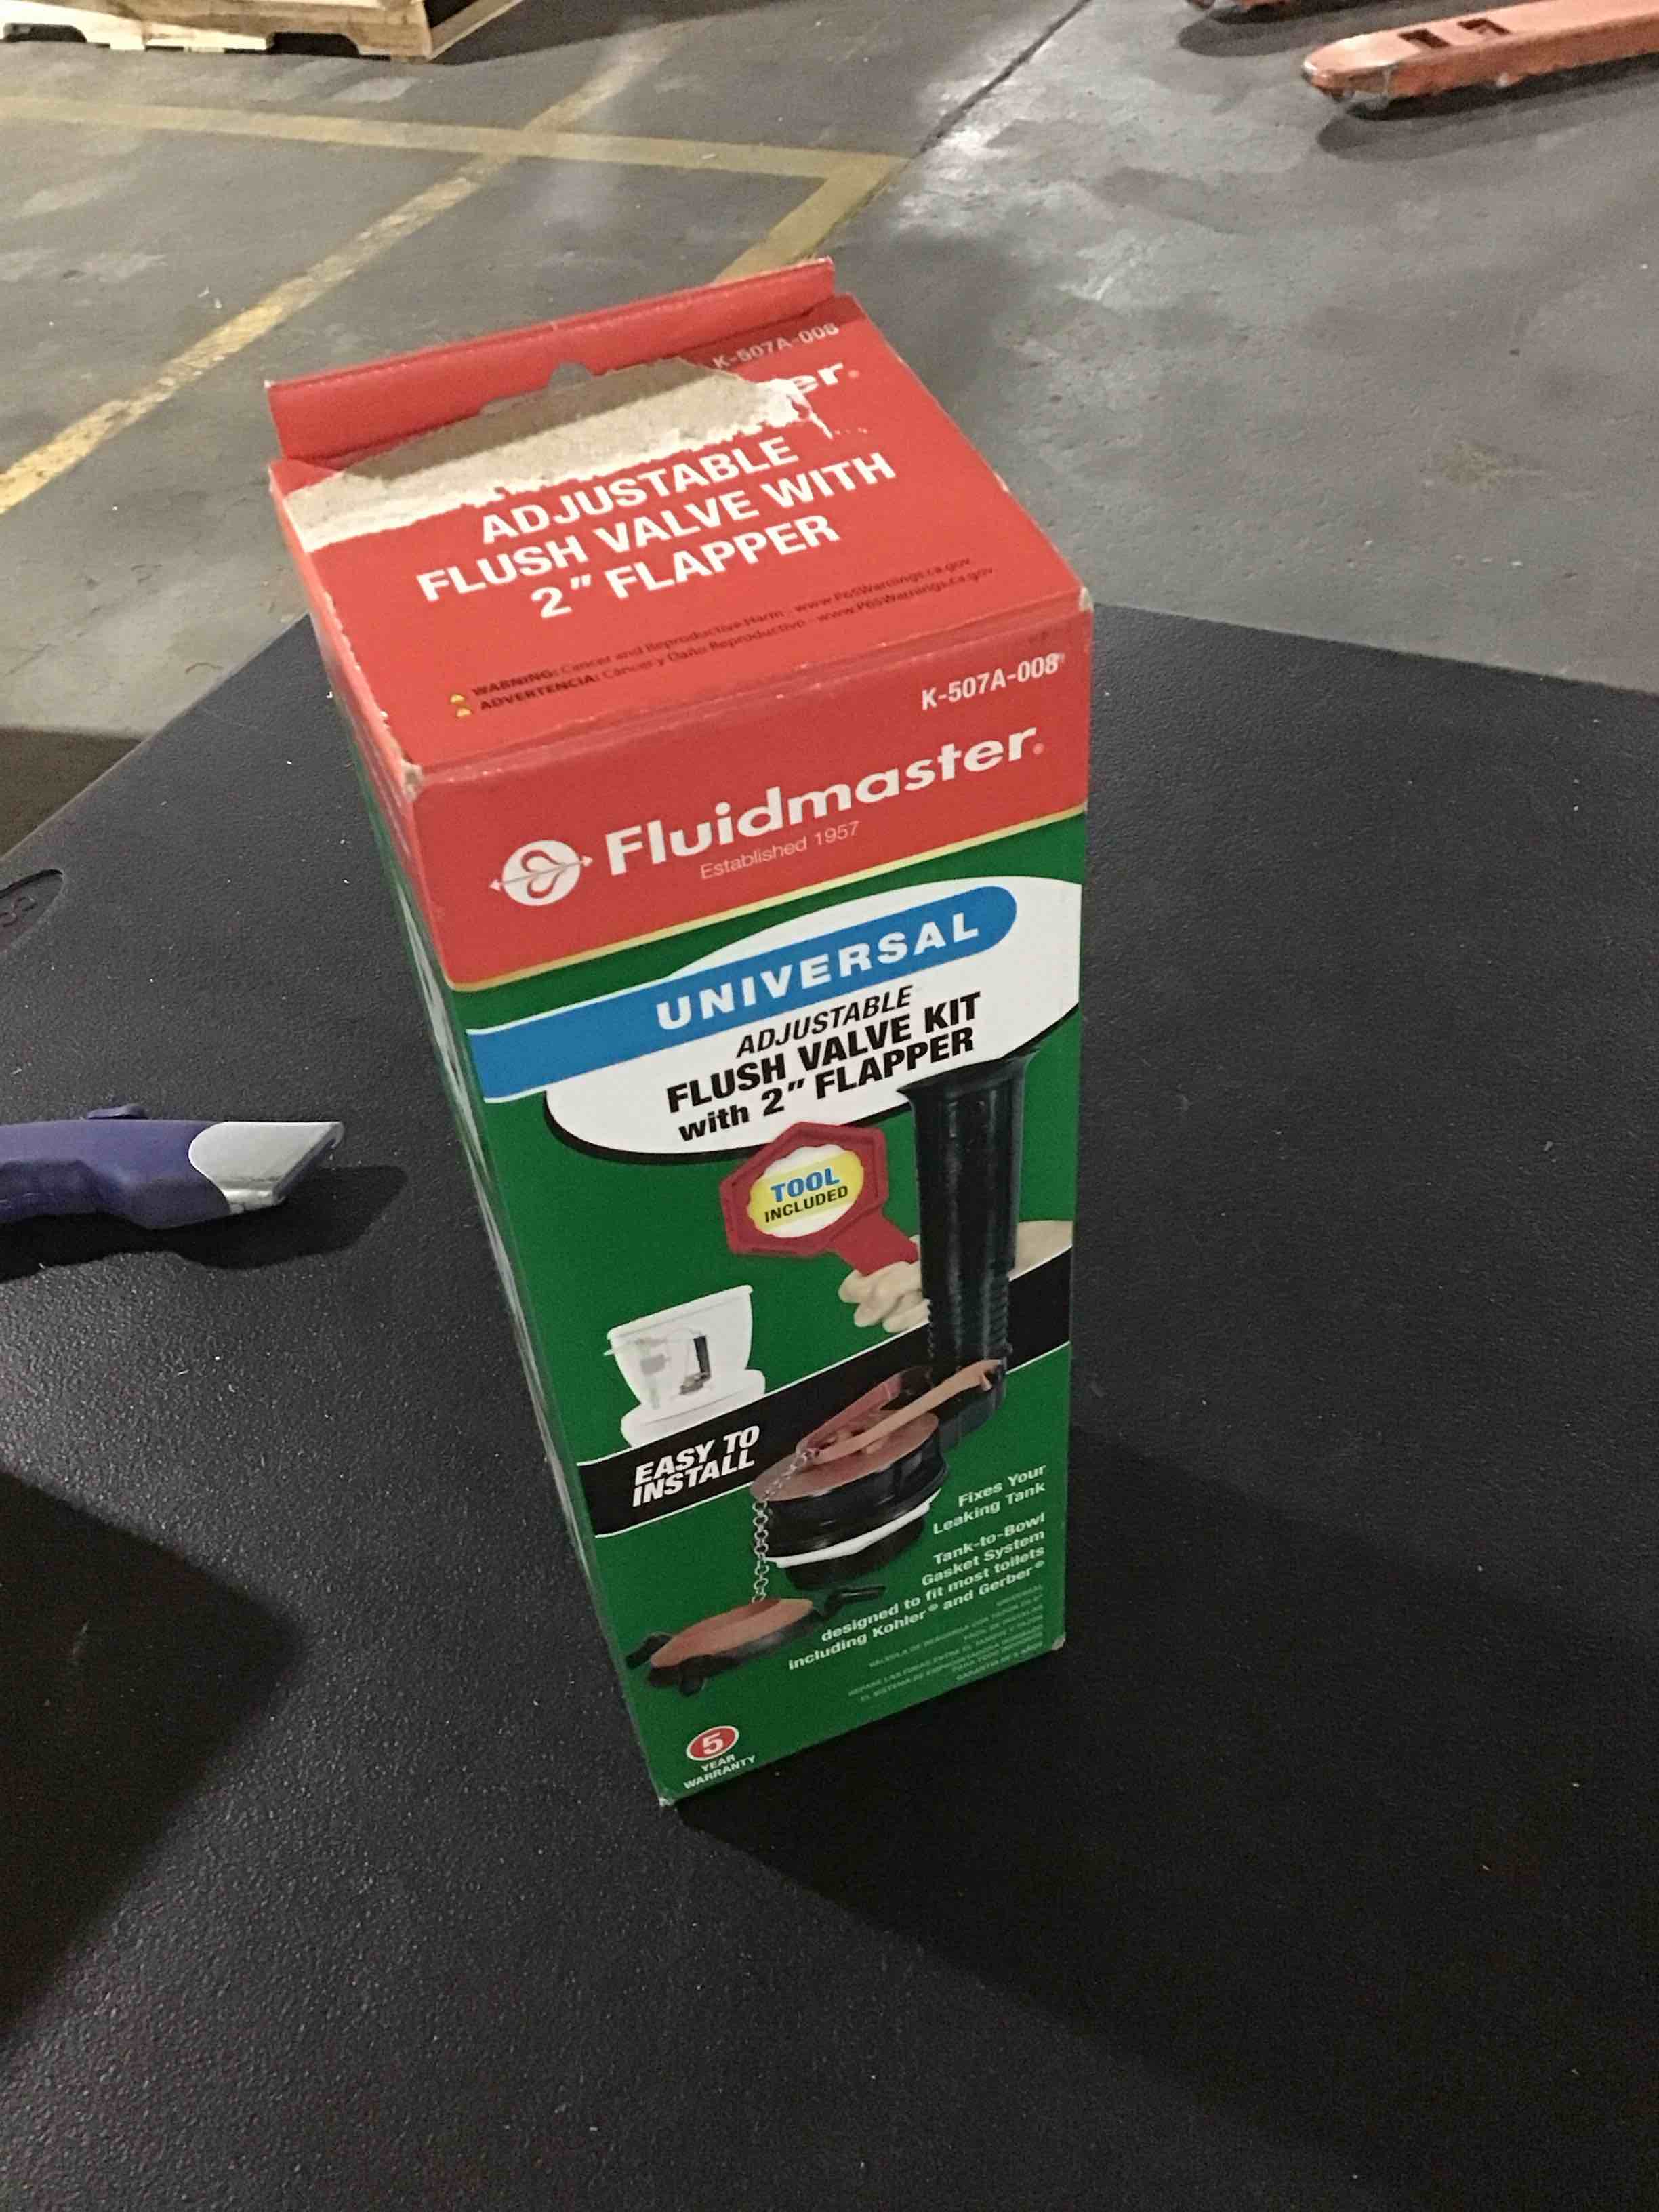 K-507A-008
er.
ADJUSTABLE
FLUSH VALVE WITH
2" FLAPPER
WARNING: Cancer and Reproductive Harm - www.P65Warnings.ca.gov
ADVERTENCIA: Cáncer y Daño Reproductivo - www.P65Warnings.ca.gov
K-507A-008
Fluidmaster®
Established 1957
UNIVERSAL
ADJUSTABLE
FLUSH VALVE KIT
with 2" FLAPPER
TOOL
INCLUDED
EASY TO
INSTALL
Fixes Your
Leaking Tank
Tank-to-Bowl
Gasket System
designed to fit most toilets
including Kohler® and Gerber®
UNIVERSAL
5
YEAR
WARRANTY